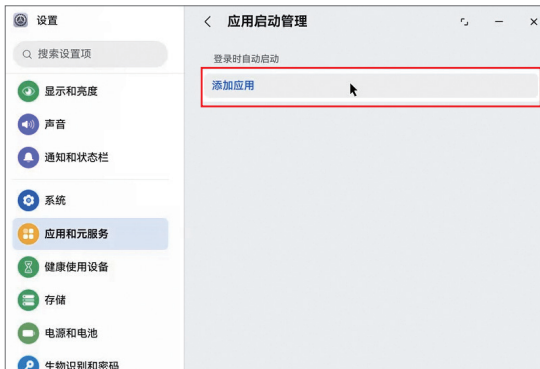 设置
搜索设置项
显示和亮度
声音
通知和状态栏
系统
应用和元服务
健康使用设备
存储
电源和电池
生物识别和密码
应用启动管理
登录时自动启动
添加应用